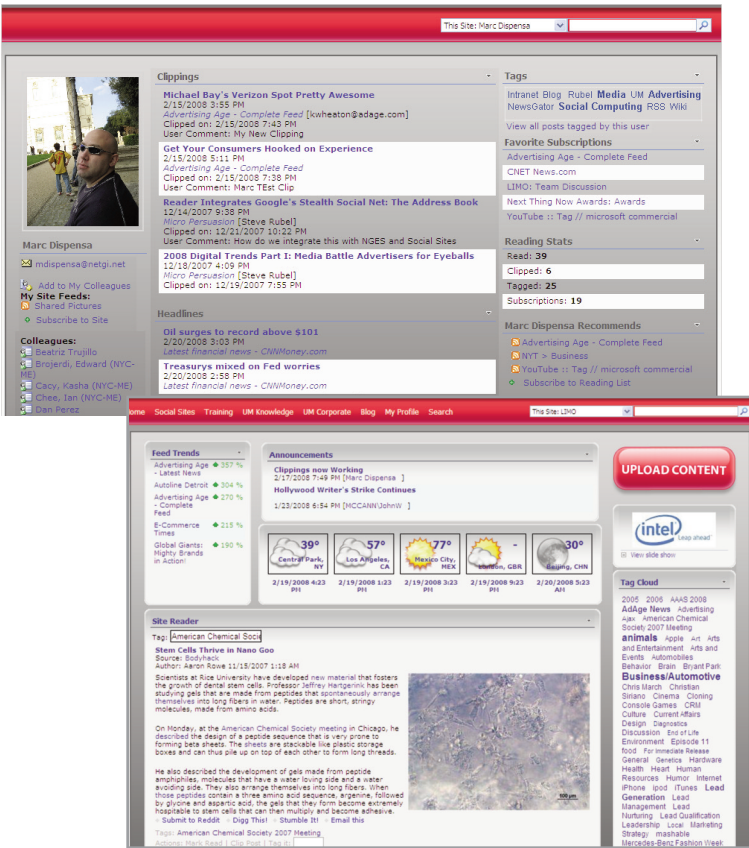 This Site: Marc Dispensa
Marc Dispensa
mdispensa@netgi.net
Add to My Colleagues
My Site Feeds:
Shared Pictures
Subscribe to Site
Colleagues:
Beatriz Trujillo
Brojerdi, Edward (NYC-
ME)
Cacy, Kasha (NYC-ME)
Chee, Ian (NYC-ME)
Dan Perez
Clippings
Michael Bay's Verizon Spot Pretty Awesome
2/15/2008 3:55 PM
Advertising Age - Complete Feed [kwheaton@adage.com]
Clipped on: 2/15/2008 7:43 PM
User Comment: My New Clipping
Get Your Consumers Hooked on Experience
2/15/2008 5:11 PM
Advertising Age - Complete Feed
Clipped on: 2/15/2008 7:38 PM
User Comment: Marc TEst Clip
Reader Integrates Google's Stealth Social Net: The Address Book
12/14/2007 9:38 PM
Micro Persuasion [Steve Rubel]
Clipped on: 12/21/2007 10:22 PM
User Comment: How do we integrate this with NGES and Social Sites
2008 Digital Trends Part I: Media Battle Advertisers for Eyeballs
12/18/2007 4:09 PM
Micro Persuasion [Steve Rubel]
Clipped on: 12/19/2007 7:55 PM
Headlines
Oil surges to record above $101
2/20/2008 3:03 PM
Latest financial news - CNNMoney.com
Treasurys mixed on Fed worries
2/20/2008 2:58 PM
Latest financial news - CNNMoney.com
Tags
Intranet Blog Rubel Media UM Advertising
NewsGator Social Computing RSS Wiki
View all posts tagged by this user
Favorite Subscriptions
Advertising Age - Complete Feed
CNET News.com
LIMO: Team Discussion
Next Thing Now Awards: Awards
YouTube :: Tag // microsoft commercial
Reading Stats
Read: 39
Clipped: 6
Tagged: 25
Subscriptions: 19
Marc Dispensa Recommends
Advertising Age - Complete Feed
NYT > Business
YouTube :: Tag // microsoft commercial
Subscribe to Reading List
ome Social Sites Training UM Knowledge UM Corporate Blog My Profile Search
This Site: LIMO
Feed Trends
Advertising Age 357 %
- Latest News
Autoline Detroit 304 %
Advertising Age 270 %
- Complete
Feed
E-Commerce 215 %
Times
Global Giants: 190 %
Mighty Brands
in Action!
Announcements
Clippings now Working
2/17/2008 7:49 PM [Marc Dispensa ]
Hollywood Writer's Strike Continues
1/23/2008 6:54 PM [MCCANN\JohnW ]
39° 57° 77° - 30°
Central Park, NY
Los Angeles, CA
Mexico City, MEX
London, GBR
Beijing, CHN
2/19/2008 4:23 PM
2/19/2008 1:23 PM
2/19/2008 3:23 PM
2/19/2008 9:23 PM
2/20/2008 5:23 AM
Site Reader
Tag: American Chemical Socie
Stem Cells Thrive in Nano Goo
Source: Bodyhack
Author: Aaron Rowe 11/15/2007 1:18 AM
Scientists at Rice University have developed new material that fosters
the growth of dental stem cells. Professor Jeffrey Hartgerink has been
studying gels that are made from peptides that spontaneously arrange
themselves into long fibers in water. Peptides are short, stringy
molecules, made from amino acids.
On Monday, at the American Chemical Society meeting in Chicago, he
described the design of a peptide sequence that is very prone to
forming beta sheets. The sheets are stackable like plastic storage
boxes and can thus pile up on top of each other to form long threads.
He also described the development of gels made from peptide
amphiphiles, molecules that have a water loving side and a water
avoiding side. They also arrange themselves into long fibers. When
those peptides contain a three amino acid sequence, argenine, followed
by glycine and aspartic acid, the gels that they form become extremely
hospitable to stem cells that can then multiply and become adhesive.
Submit to Reddit Digg This! Stumble It! Email this
Tags: American Chemical Society 2007 Meeting
Actions: Mark Read | Clip Post | Tag it:
UPLOAD CONTENT
intel
Leap ahead
View slide show
Tag Cloud
2005 2006 AAAS 2008
AdAge News Advertising
Ajax American Chemical
Society 2007 Meeting
animals Apple Art Arts
and Entertainment Arts and
Events Automobiles
Behavior Brain Bryant Park
Business/Automotive
Chris March Christian
Siriano Cinema Cloning
Console Games CRM
Culture Current Affairs
Design Diagnostics
Discussion End of Life
Environment Episode 11
food For Immediate Release
General Genetics Hardware
Health Heart Human
Resources Humor Internet
iPhone ipod iTunes Lead
Generation Lead
Management Lead
Nurturing Lead Qualification
Leadership Local Marketing
Strategy mashable
Mercedes-Benz Fashion Week